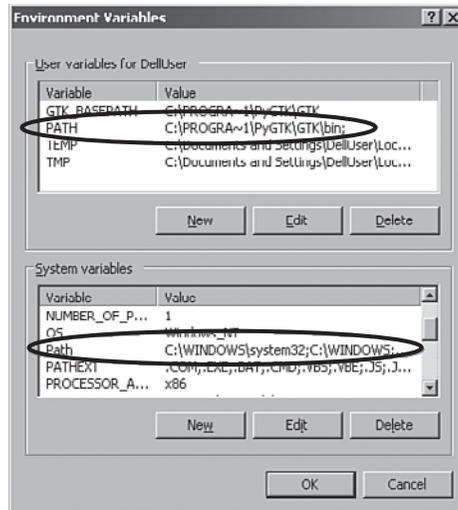 Environment Variables
User variables for DellUser
Variable Value
GTK_BASEPATH C:\PROGRA~1\PyGTK\GTK
PATH C:\PROGRA~1\PyGTK\GTK\bin;
TEMP C:\Documents and Settings\DellUser\Loc...
TMP C:\Documents and Settings\DellUser\Loc...
New Edit Delete
System variables
Variable Value
NUMBER_OF_P... 1
OS Windows_NT
Path C:\WINDOWS\system32;C:\WINDOWS;...
PATHEXT .COM;.EXE;.BAT;.CMD;.VBS;.VBE;.JS;.J...
PROCESSOR_A... x86
New Edit Delete
OK Cancel